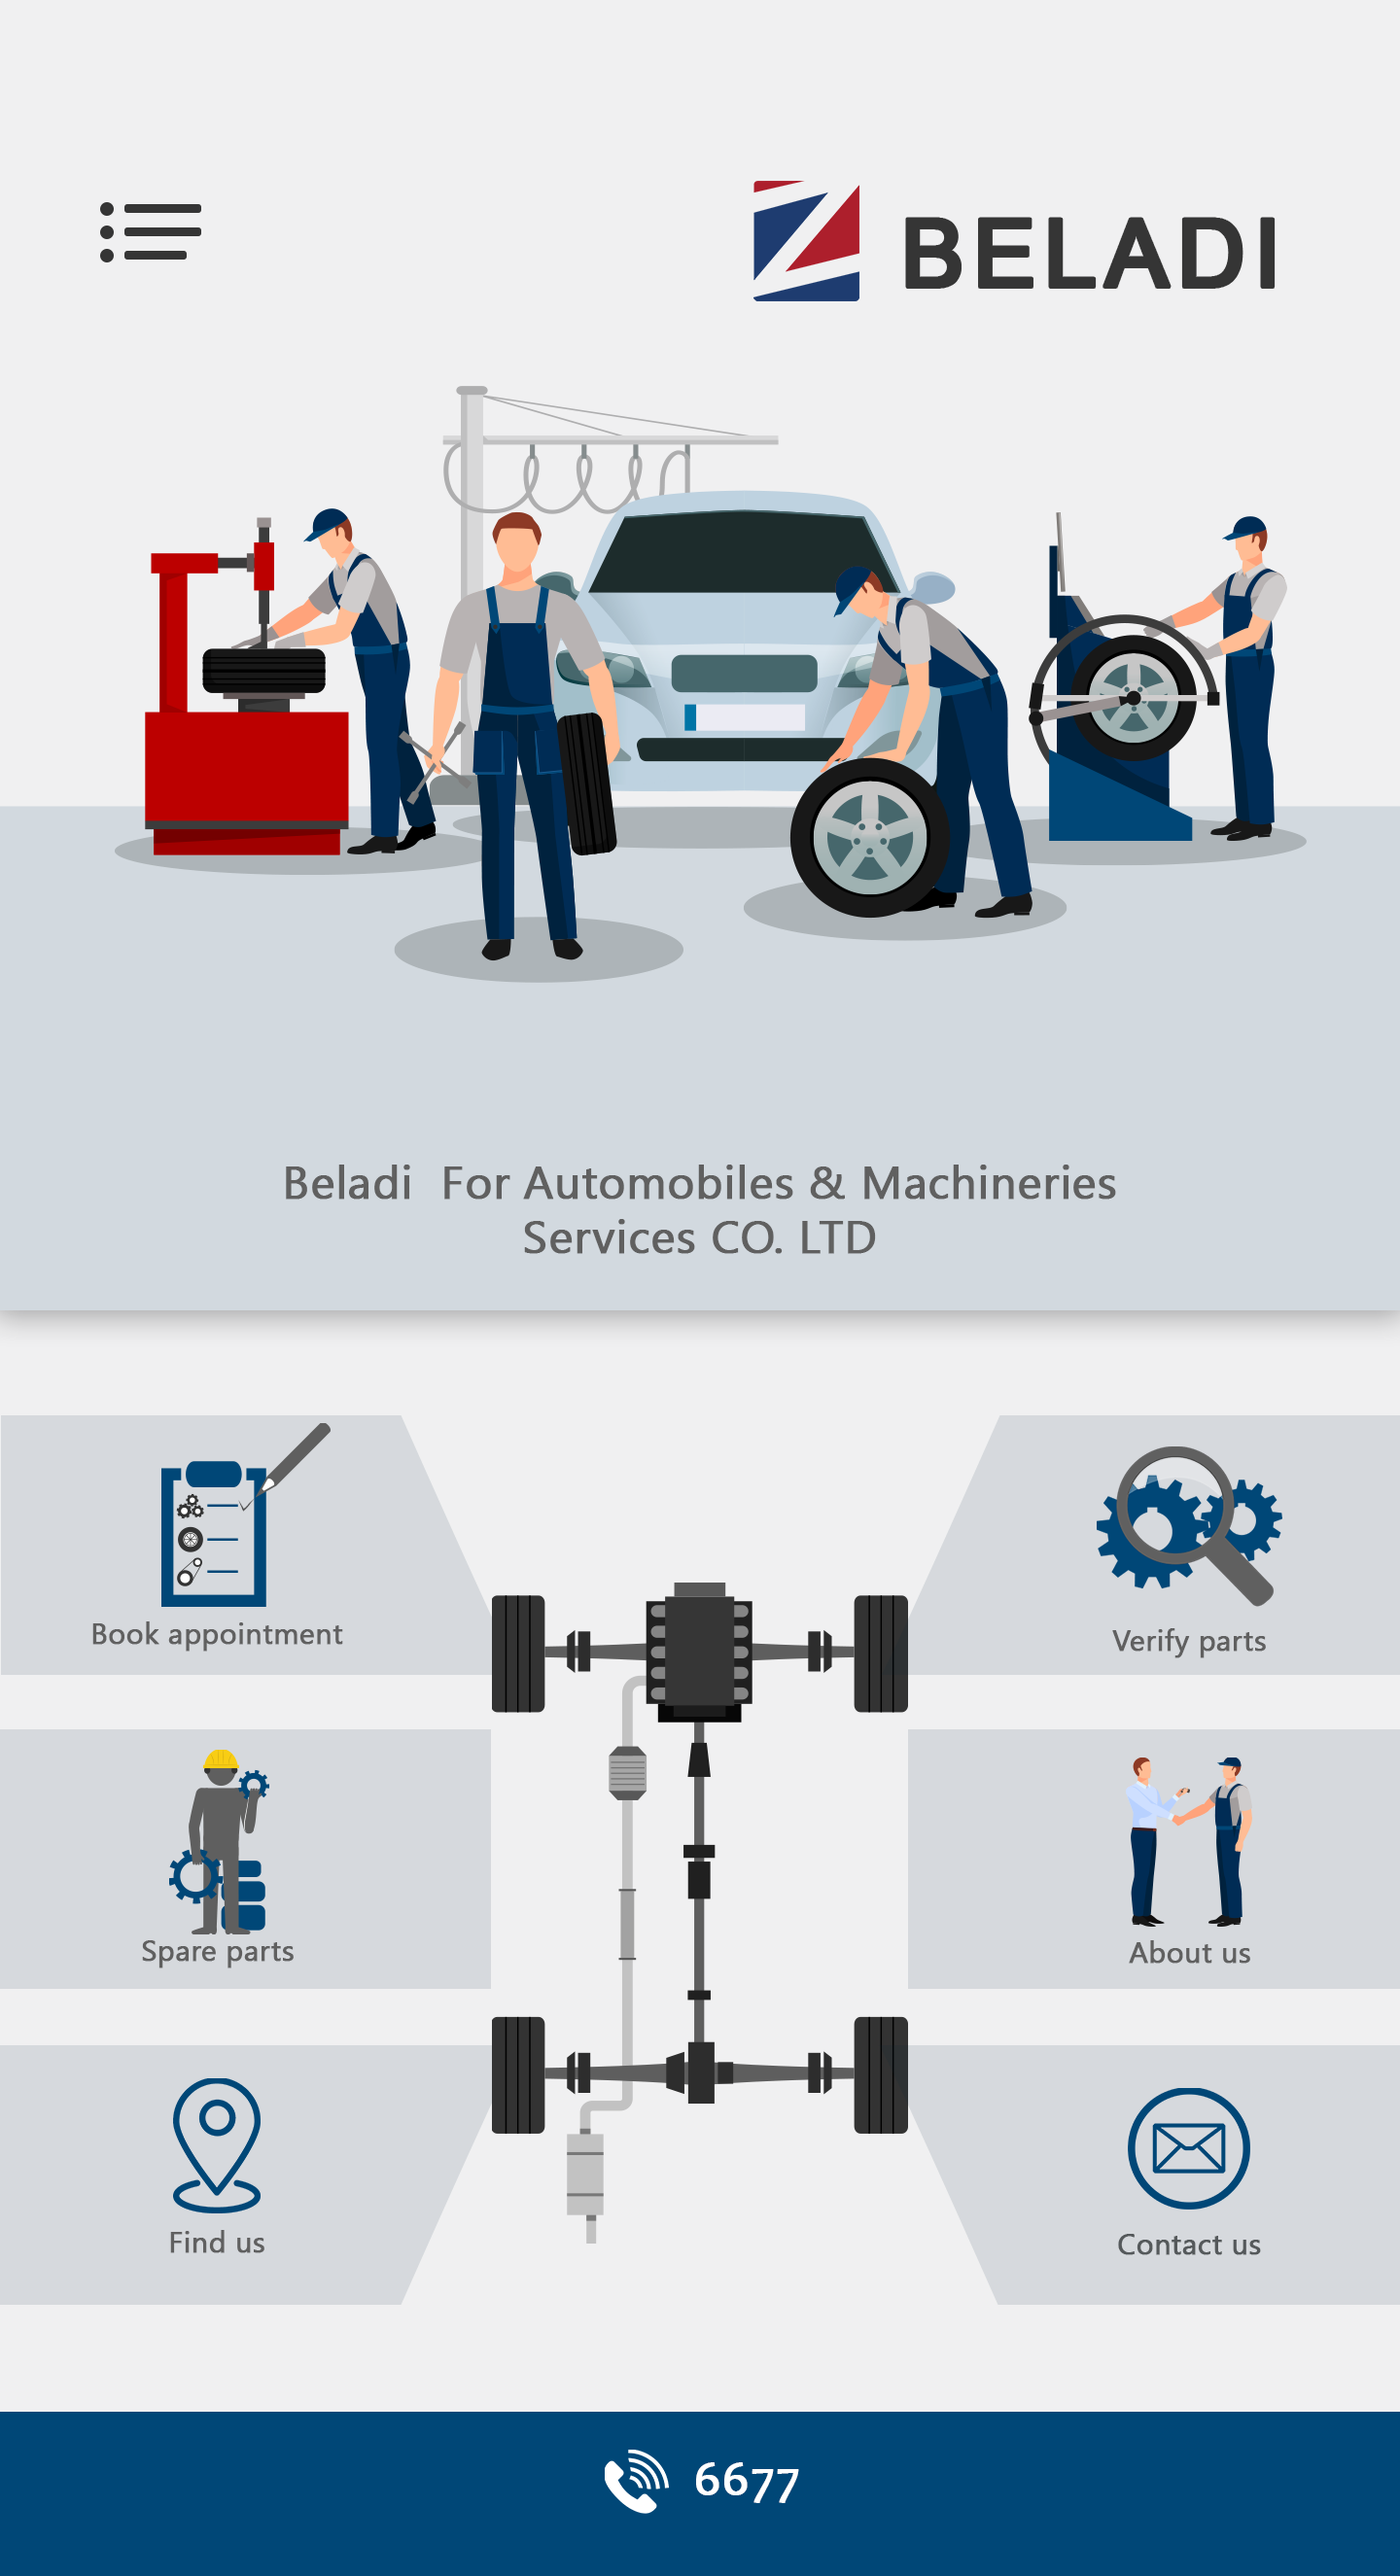 BELADI
Beladi For Automobiles & Machineries
Services CO. LTD
Book appointment
Verify parts
Spare parts
About us
Find us
Contact us
6677